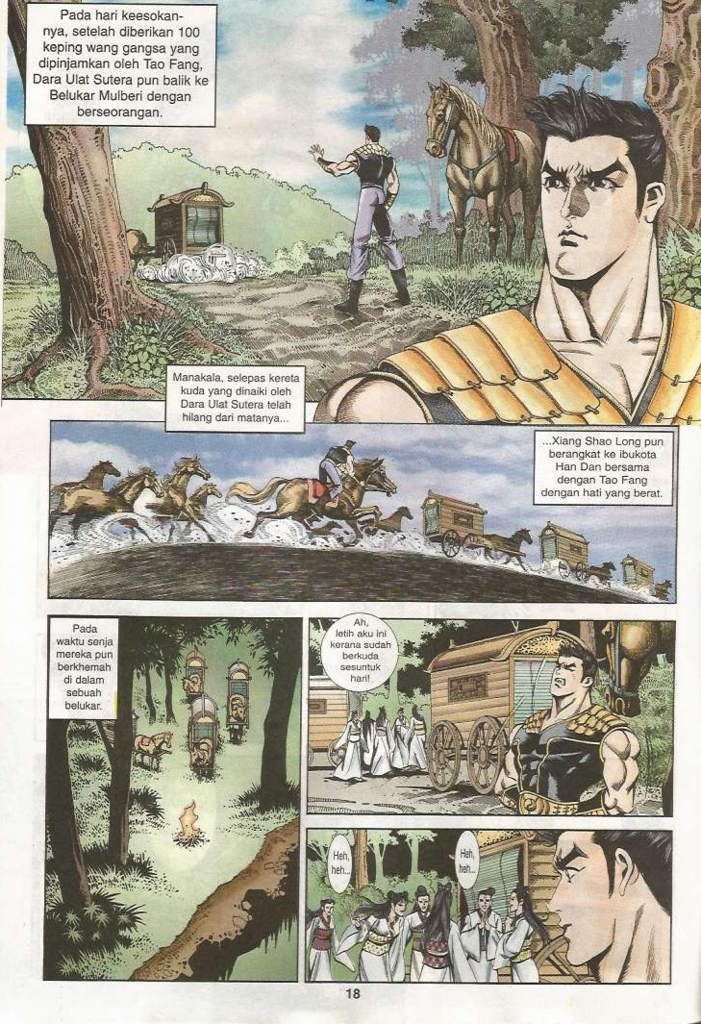 Pada hari keesokan-
nya, setelah diberikan 100
keping wang gangsa yang
dipinjamkan oleh Tao Fang,
Dara Ulat Sutera pun balik ke
Belukar Mulberi dengan
berseorangan.
Manakala, selepas kereta
kuda yang dinaiki oleh
Dara Ulat Sutera telah
hilang dari matanya...
...Xiang Shao Long pun
berangkat ke ibukota
Han Dan bersama
dengan Tao Fang
dengan hati yang berat.
Pada
waktu senja
mereka pun
berkhemah
di dalam
sebuah
belukar.
Ah,
letih aku ini
kerana sudah
berkuda
sesuntuk
hari!
Heh,
heh...
Heh,
heh...
18